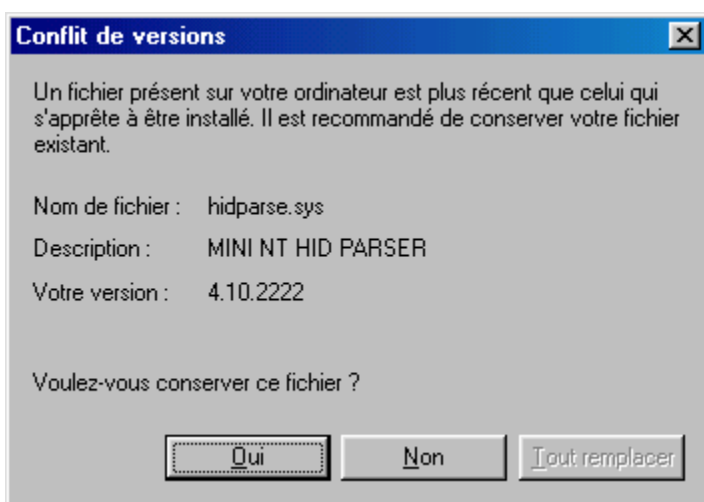 Conflit de versions
Un fichier présent sur votre ordinateur est plus récent que celui qui
s'apprête à être installé. Il est recommandé de conserver votre fichier
existant.
Nom de fichier : hidparse.sys
Description : MINI NT HID PARSER
Votre version : 4.10.2222
Voulez-vous conserver ce fichier ?
Oui Non Tout remplacer